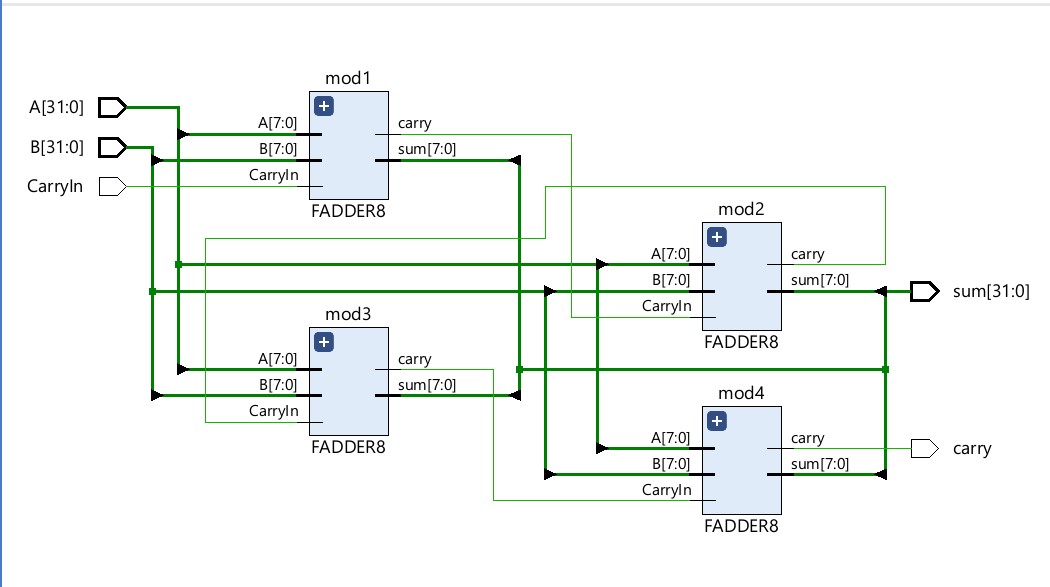 mod1
A[31:0]
A[7:0]
carry
B[31:0]
B[7:0]
sum[7:0]
CarryIn
CarryIn
FADDER8
mod2
A[7:0]
carry
B[7:0]
sum[7:0]
sum[31:0]
CarryIn
FADDER8
mod3
A[7:0]
carry
B[7:0]
sum[7:0]
CarryIn
FADDER8
mod4
A[7:0]
carry
carry
B[7:0]
sum[7:0]
CarryIn
FADDER8